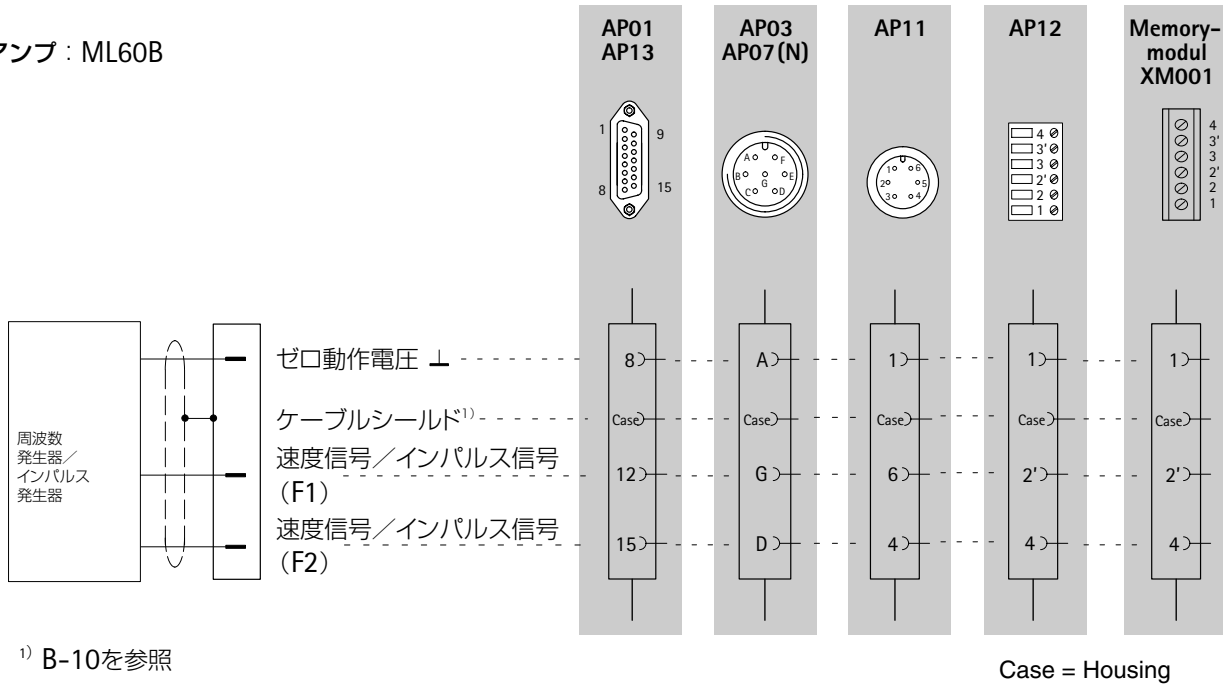 アンプ：ML60B
AP01
AP13
AP03
AP07(N)
AP11
AP12
Memory-
modul
XM001
1
9
8
15
A
F
B
G
E
C
D
1
6
2
5
3
4
4
3'
3
2'
2
1
4
3'
3
2'
2
1
周波数
発生器／
インパルス
発生器
ゼロ動作電圧 ⊥
8
A
1
1
1
ケーブルシールド1)
Case
Case
Case
Case
Case
速度信号／インパルス信号
(F1)
12
G
6
2'
2'
速度信号／インパルス信号
(F2)
15
D
4
4
4
1) B-10を参照
Case = Housing